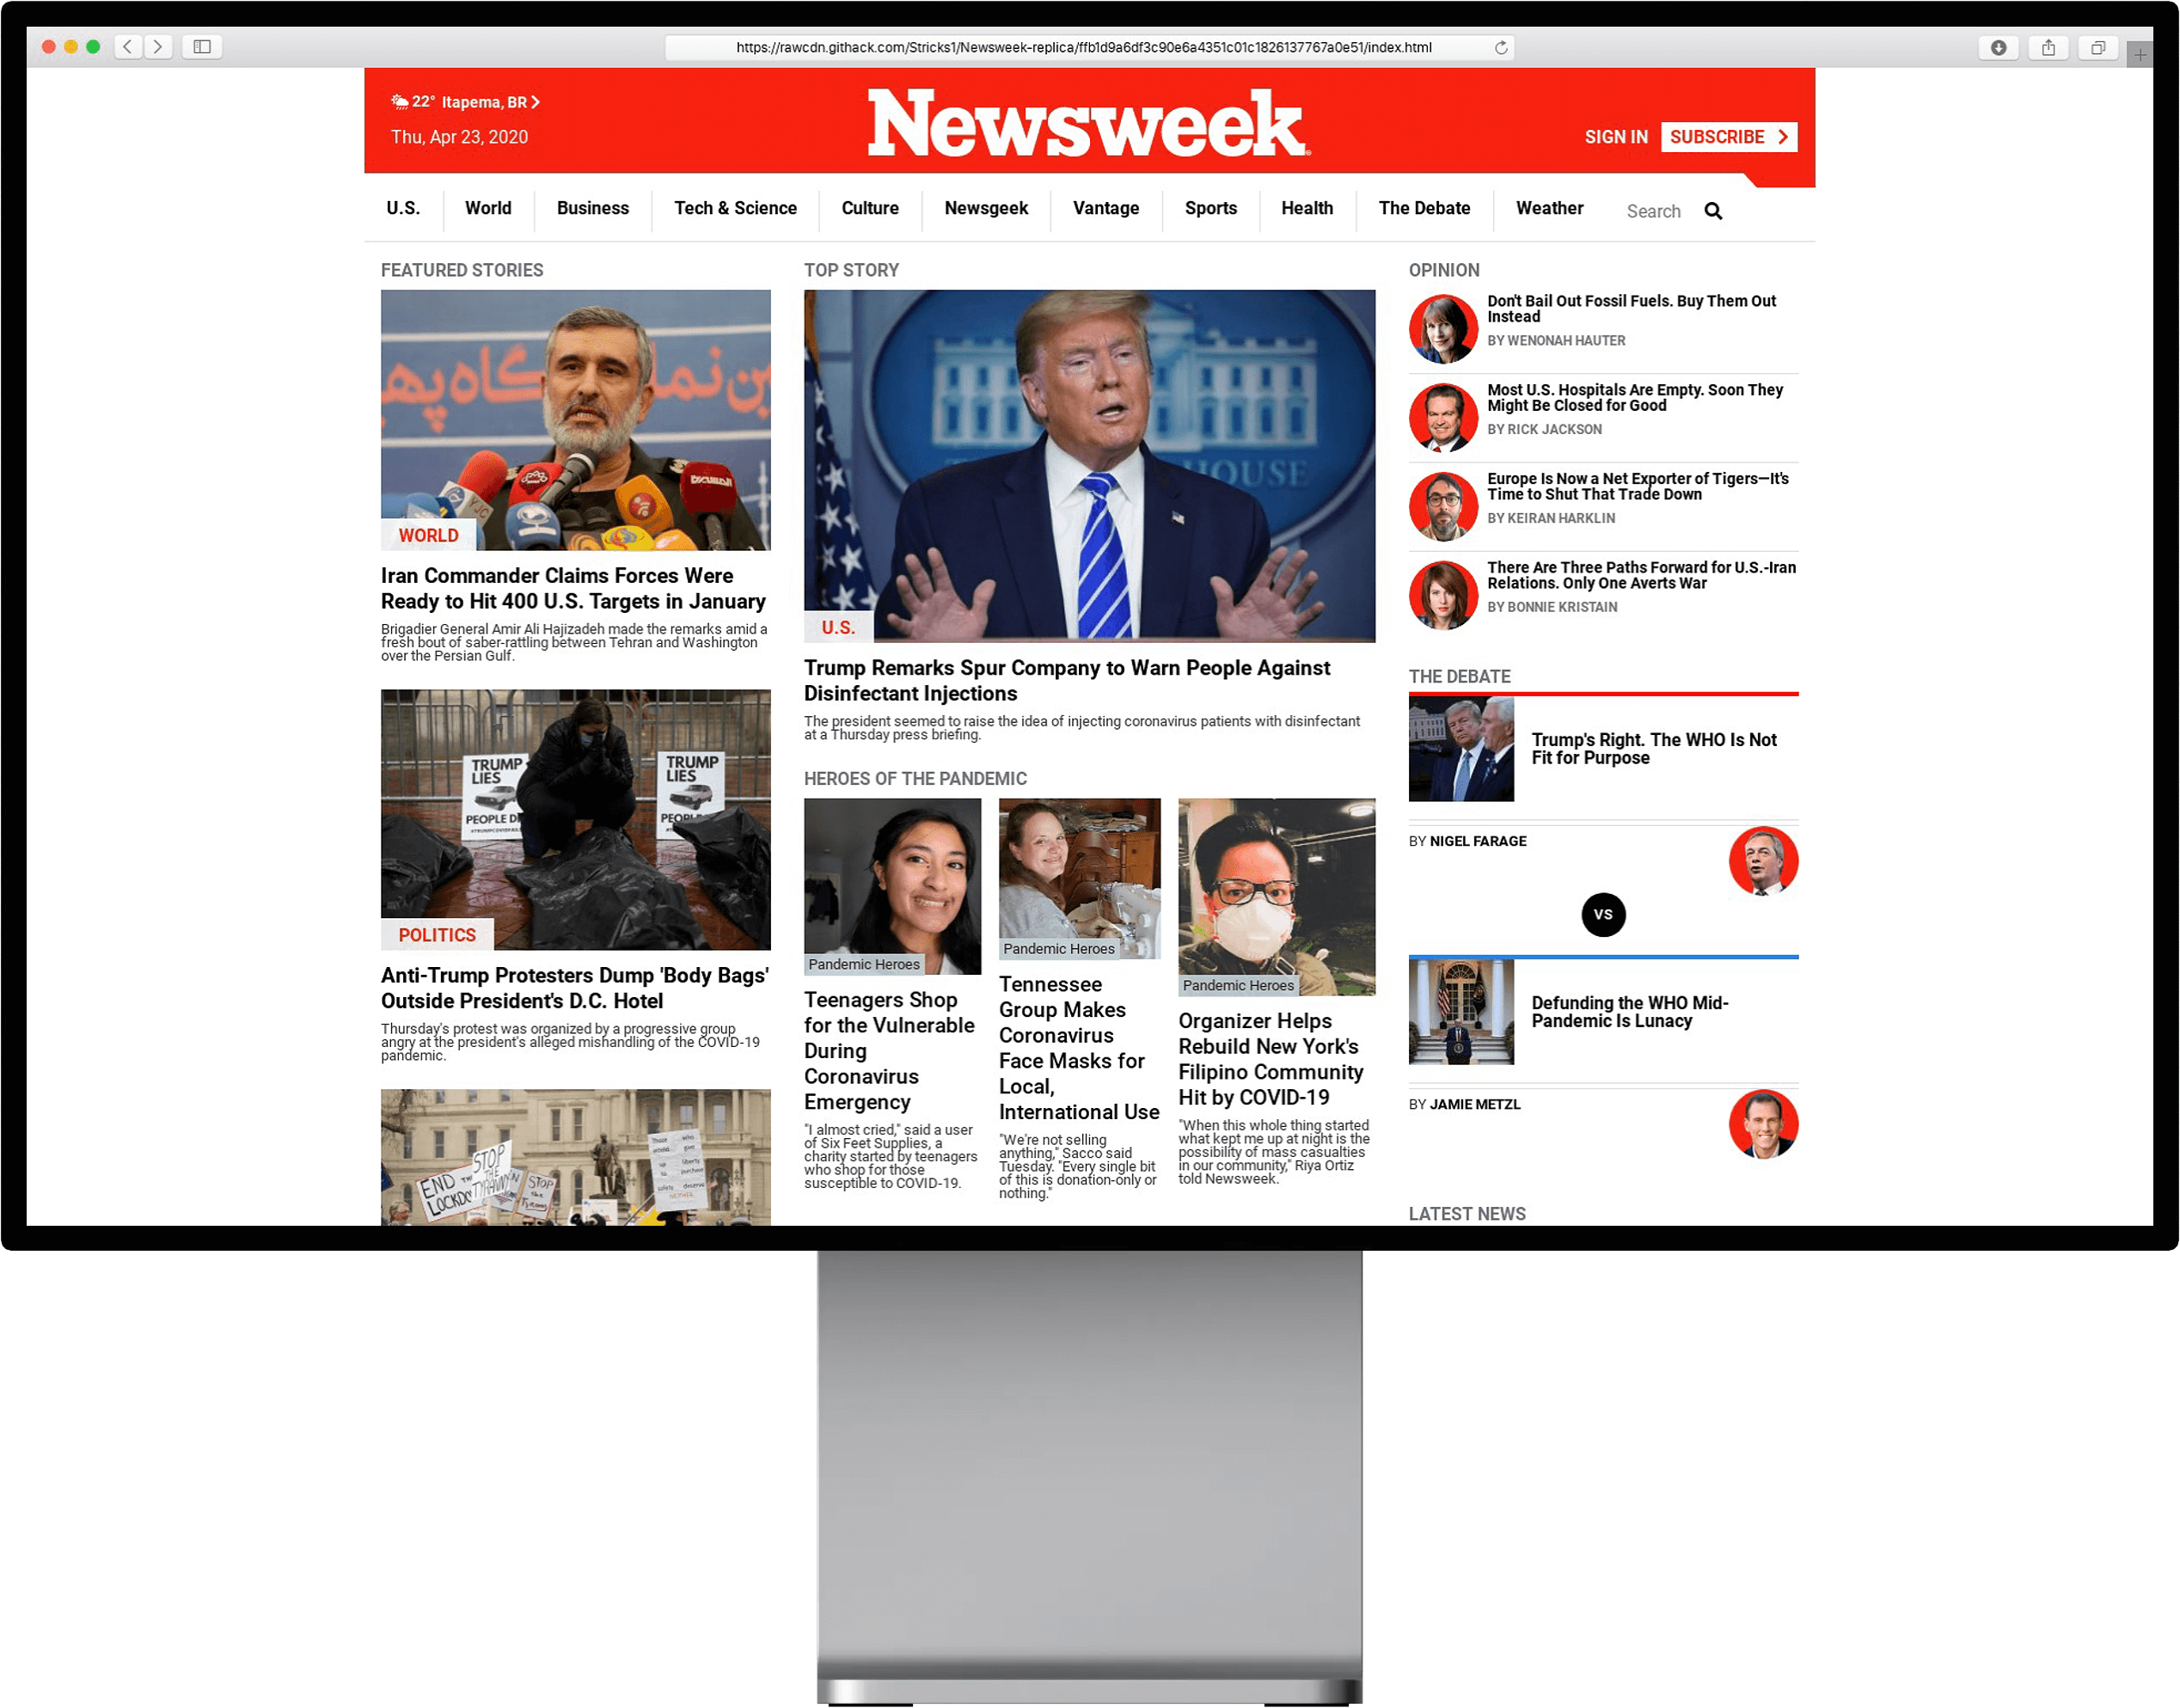 https://rawcdn.githack.com/Stricks1/Newsweek-replica/ffb1d9a6df3c90e6a4351c01c1826137767a0e51/index.html
22° Itapema, BR
Thu, Apr 23, 2020
Newsweek
SIGN IN
SUBSCRIBE
U.S.
World
Business
Tech & Science
Culture
Newsgeek
Vantage
Sports
Health
The Debate
Weather
Search
FEATURED STORIES
WORLD
Iran Commander Claims Forces Were
Ready to Hit 400 U.S. Targets in January
Brigadier General Amir Ali Hajizadeh made the remarks amid a
fresh bout of saber-rattling between Tehran and Washington
over the Persian Gulf.
TRUMP
LIES
PEOPLE
TRUMP
LIES
POLITICS
Anti-Trump Protesters Dump 'Body Bags'
Outside President's D.C. Hotel
Thursday's protest was organized by a progressive group
angry at the president's alleged mishandling of the COVID-19
pandemic.
END
LOCKDO
STOP
TYRANN
STOP
the
TOP STORY
HOUSE
U.S.
Trump Remarks Spur Company to Warn People Against
Disinfectant Injections
The president seemed to raise the idea of injecting coronavirus patients with disinfectant
at a Thursday press briefing.
HEROES OF THE PANDEMIC
Pandemic Heroes
Teenagers Shop
for the Vulnerable
During
Coronavirus
Emergency
"I almost cried," said a user
of Six Feet Supplies, a
charity started by teenagers
who shop for those
susceptible to COVID-19.
Pandemic Heroes
Tennessee
Group Makes
Coronavirus
Face Masks for
Local,
International Use
"We're not selling
anything," Sacco said
Tuesday. "Every single bit
of this is donation-only or
nothing."
Pandemic Heroes
Organizer Helps
Rebuild New York's
Filipino Community
Hit by COVID-19
"When this whole thing started
what kept me up at night is the
possibility of mass casualties
in our community," Riya Ortiz
told Newsweek."
OPINION
Don't Bail Out Fossil Fuels. Buy Them Out
Instead
BY WENONAH HAUTER
Most U.S. Hospitals Are Empty. Soon They
Might Be Closed for Good
BY RICK JACKSON
Europe Is Now a Net Exporter of Tigers—It's
Time to Shut That Trade Down
BY KEIRAN HARKLIN
There Are Three Paths Forward for U.S.-Iran
Relations. Only One Averts War
BY BONNIE KRISTAIN
THE DEBATE
Trump's Right. The WHO Is Not
Fit for Purpose
BY NIGEL FARAGE
VS
Defunding the WHO Mid-
Pandemic Is Lunacy
BY JAMIE METZL
LATEST NEWS